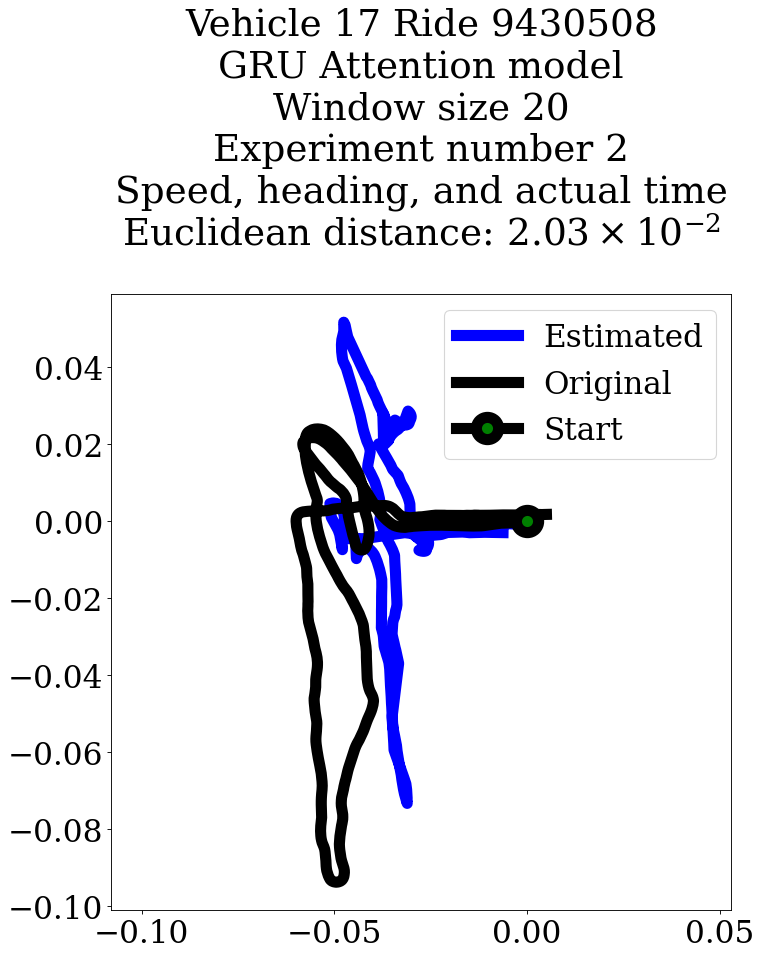 Vehicle 17 Ride 9430508
GRU Attention model
Window size 20
Experiment number 2
Speed, heading, and actual time
Euclidean distance: 2.03 × 10⁻²
Estimated
Original
Start
0.04
0.02
0.00
−0.02
−0.04
−0.06
−0.08
−0.10
−0.10 −0.05 0.00 0.05